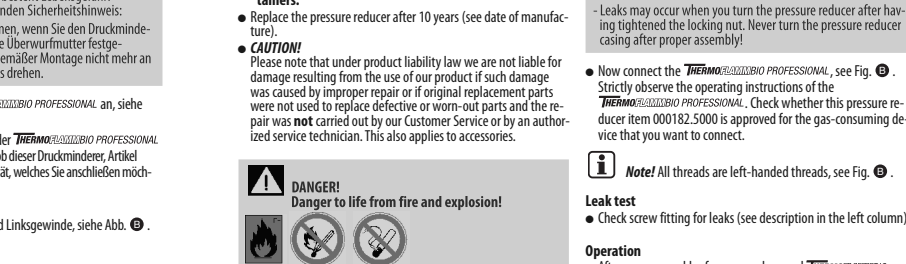 nden Sicherheitshinweis:
nen, wenn Sie den Druckminde-
e Überwurfmutter festge-
emäßer Montage nicht mehr an
s drehen.
BIO PROFESSIONAL an, siehe
der THERMOFLAMMBIO PROFESSIONAL
ob dieser Druckminderer, Artikel
tät, welches Sie anschließen möch-
d Linksgewinde, siehe Abb. B .
tainers.
● Replace the pressure reducer after 10 years (see date of manufac-
ture).
● CAUTION!
Please note that under product liability law we are not liable for
damage resulting from the use of our product if such damage
was caused by improper repair or if original replacement parts
were not used to replace defective or worn-out parts and the re-
pair was not carried out by our Customer Service or by an author-
ized service technician. This also applies to accessories.
DANGER!
Danger to life from fire and explosion!
- Leaks may occur when you turn the pressure reducer after hav-
ing tightened the locking nut. Never turn the pressure reducer
casing after proper assembly!
● Now connect the THERMOFLAMMBIO PROFESSIONAL, see Fig. B .
Strictly observe the operating instructions of the
THERMOFLAMMBIO PROFESSIONAL. Check whether this pressure re-
ducer item 000182.5000 is approved for the gas-consuming de-
vice that you want to connect.
i Note! All threads are left-handed threads, see Fig. B .
Leak test
● Check screw fitting for leaks (see description in the left column)
Operation